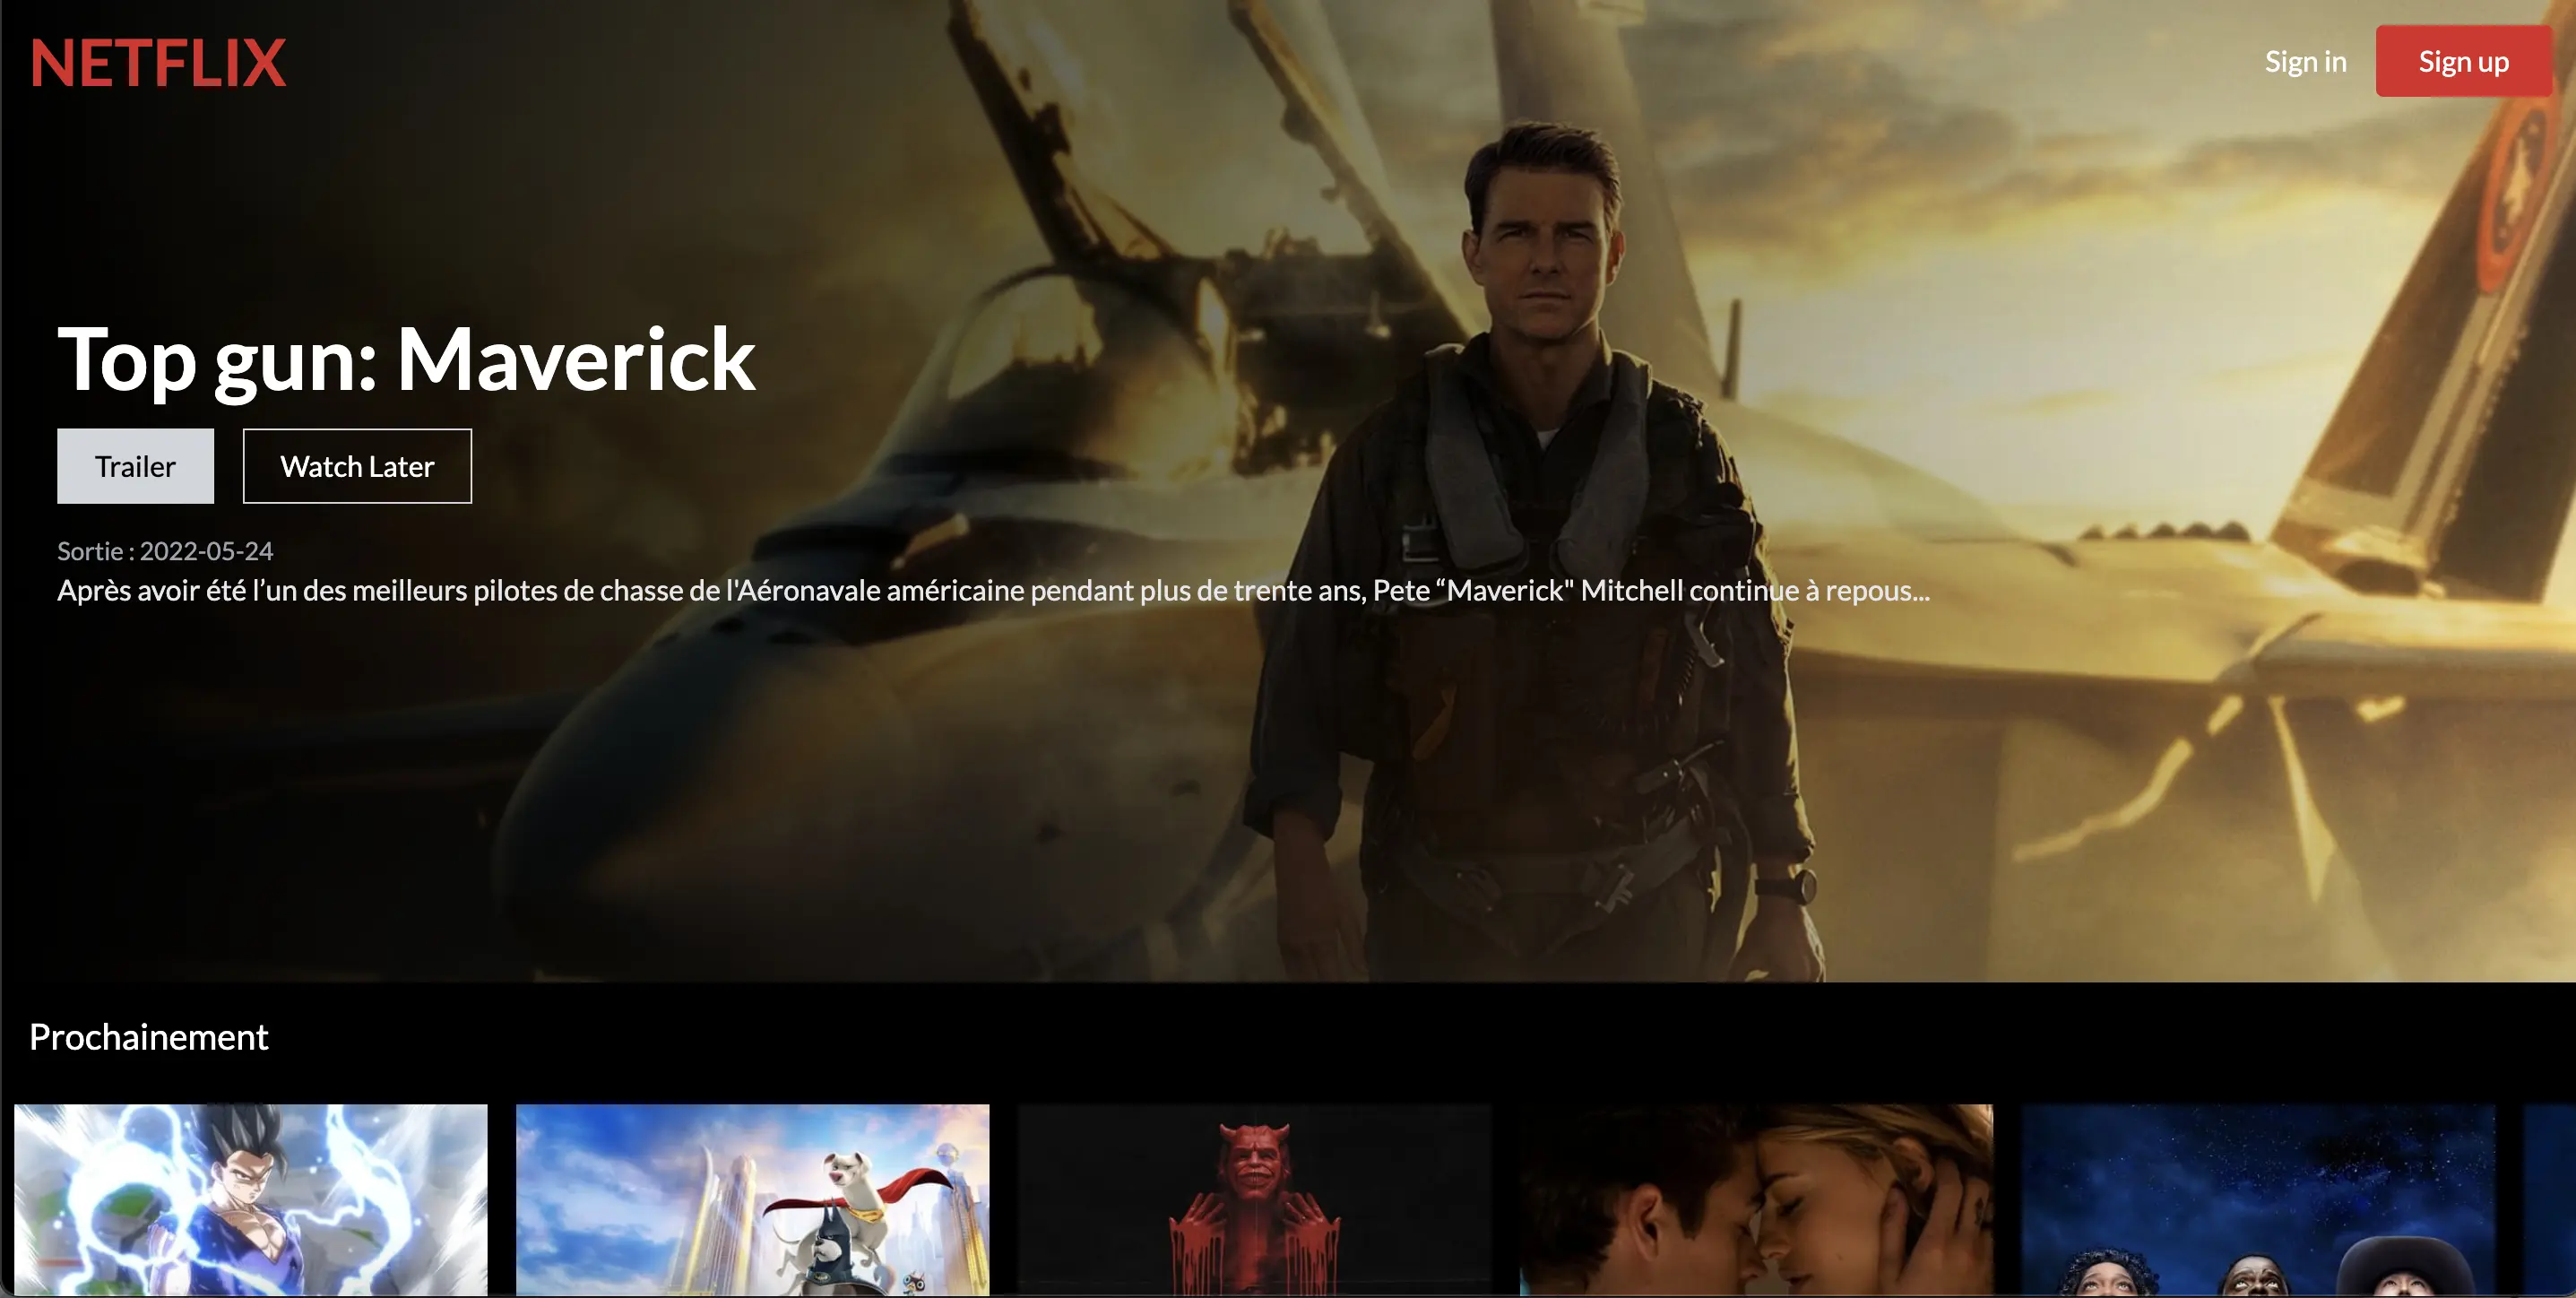 NETFLIX
Sign in
Sign up
Top gun: Maverick
Trailer
Watch Later
Sortie : 2022-05-24
Après avoir été l’un des meilleurs pilotes de chasse de l'Aéronavale américaine pendant plus de trente ans, Pete “Maverick" Mitchell continue à repous...
Prochainement